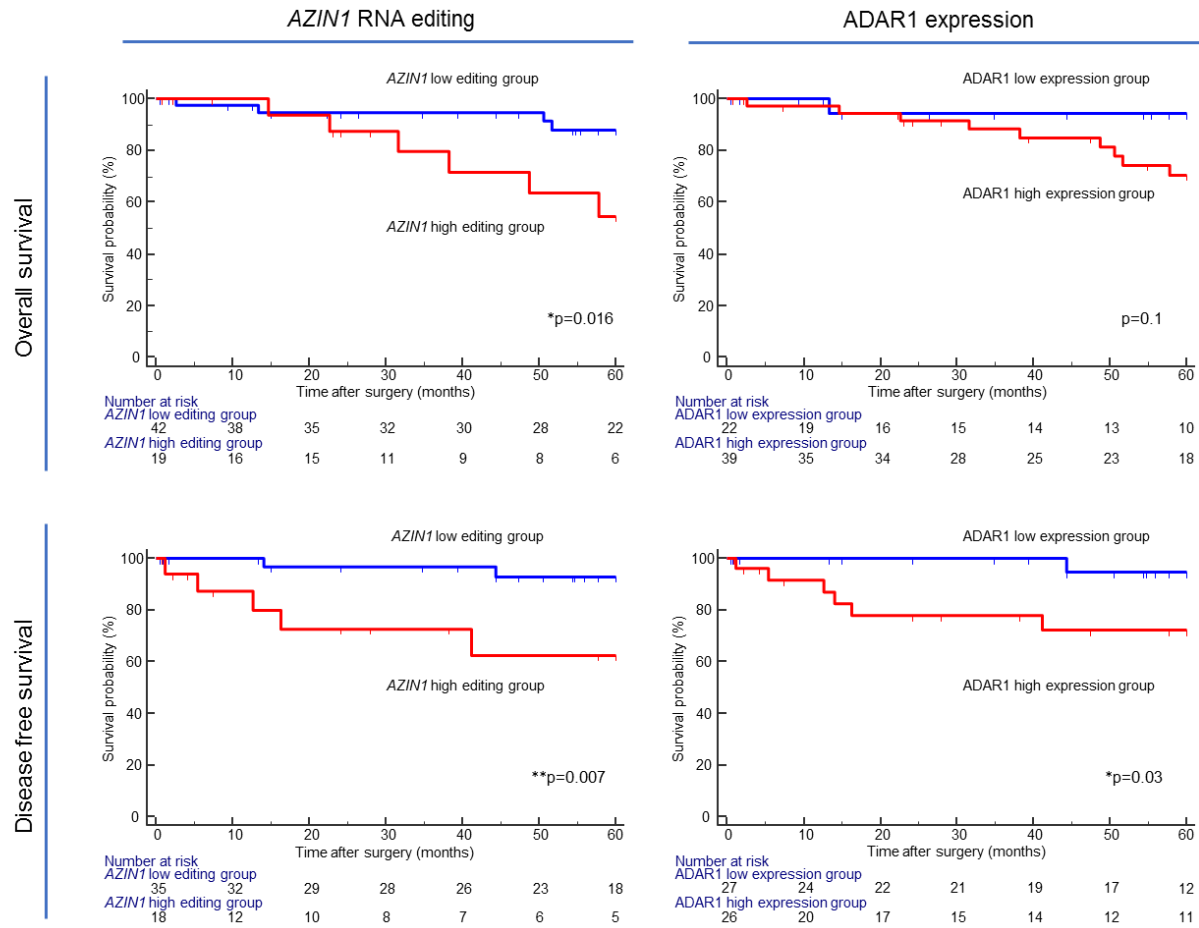 AZIN1 RNA editing
ADAR1 expression
Overall survival
AZIN1 low editing group
100
80
60
40
20
0
Survival probability (%)
AZIN1 high editing group
*p=0.016
0 10 20 30 40 50 60
Time after surgery (months)
Number at risk
AZIN1 low editing group
42 38 35 32 30 28 22
AZIN1 high editing group
19 16 15 11 9 8 6
ADAR1 low expression group
100
80
60
40
20
0
Survival probability (%)
ADAR1 high expression group
p=0.1
0 10 20 30 40 50 60
Time after surgery (months)
Number at risk
ADAR1 low expression group
22 19 16 15 14 13 10
ADAR1 high expression group
39 35 34 28 25 23 18
Disease free survival
AZIN1 low editing group
100
80
60
40
20
0
Survival probability (%)
AZIN1 high editing group
**p=0.007
0 10 20 30 40 50 60
Time after surgery (months)
Number at risk
AZIN1 low editing group
35 32 29 28 26 23 18
AZIN1 high editing group
18 12 10 8 7 6 5
ADAR1 low expression group
100
80
60
40
20
0
Survival probability (%)
ADAR1 high expression group
*p=0.03
0 10 20 30 40 50 60
Time after surgery (months)
Number at risk
ADAR1 low expression group
27 24 22 21 19 17 12
ADAR1 high expression group
26 20 17 15 14 12 11